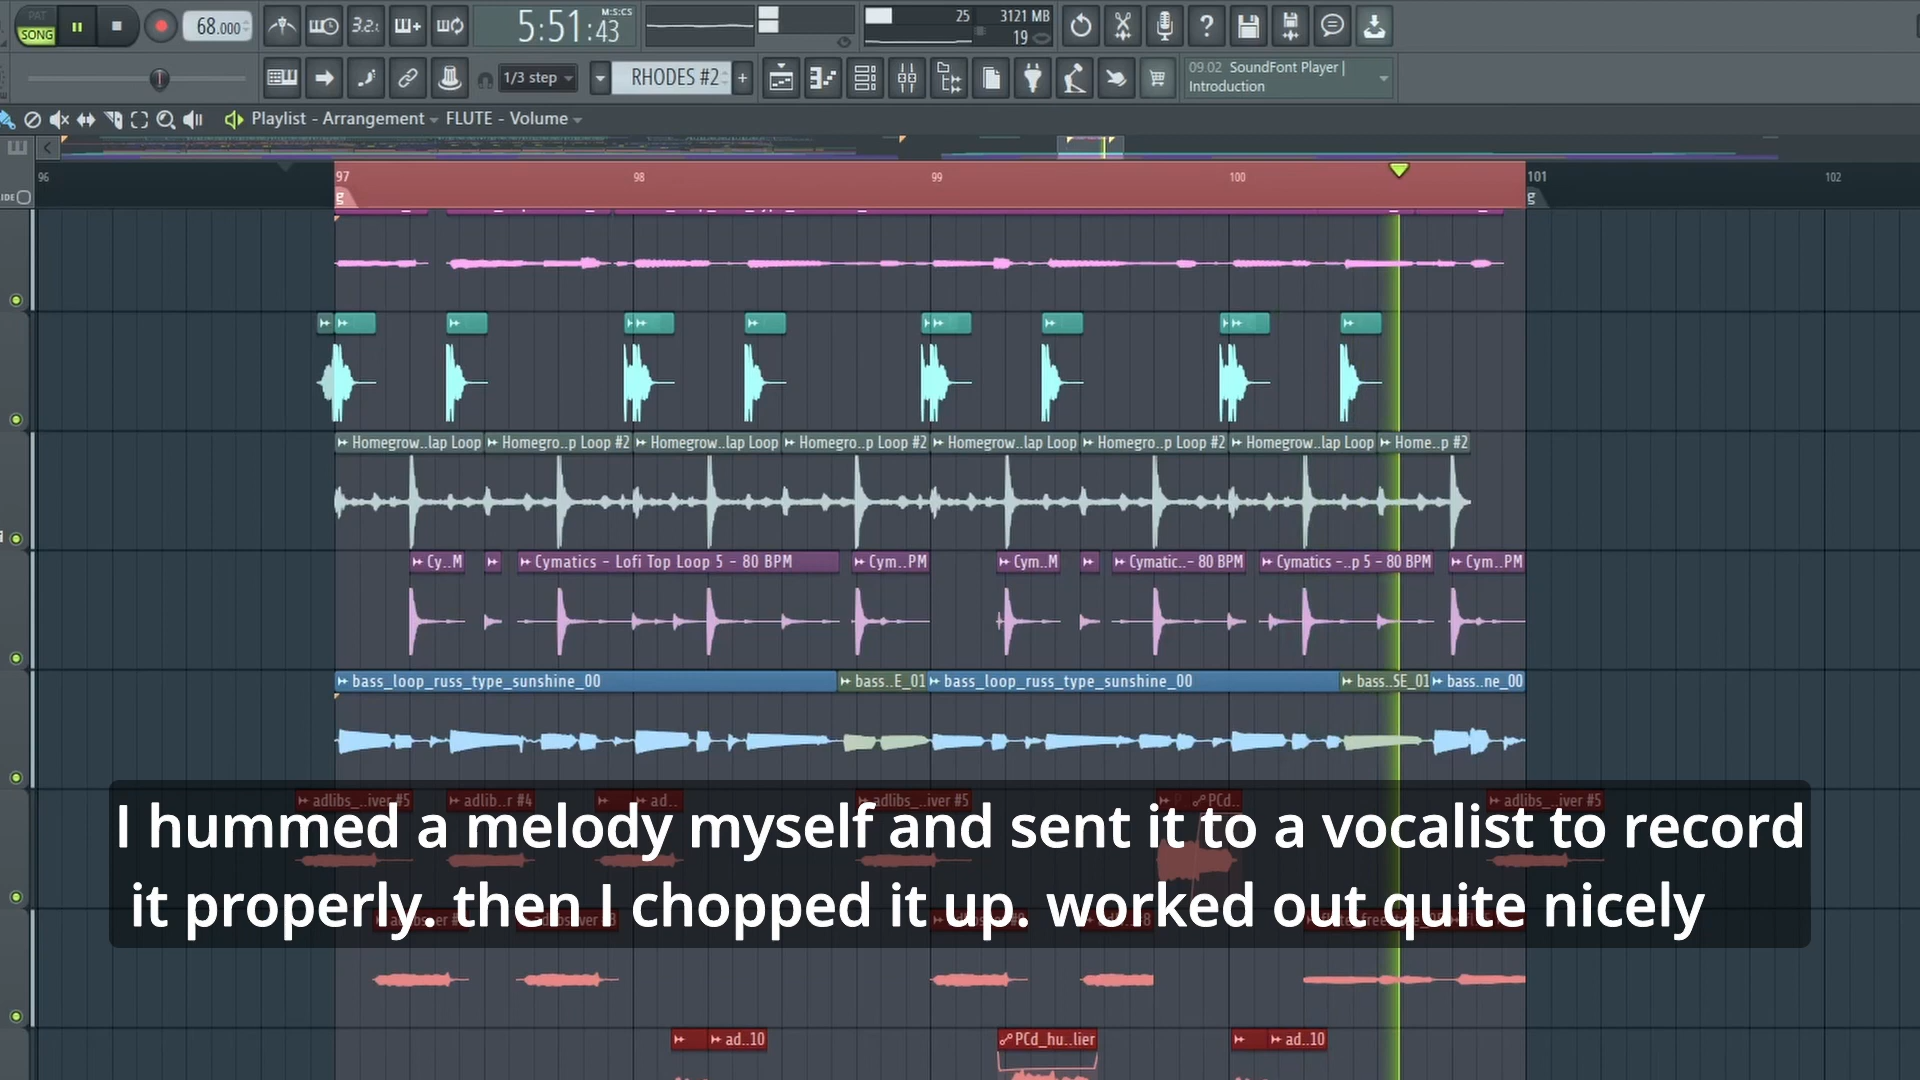 PAT
SONG
68.000
3.2.:
5:51:43
M:S:CS
25
3121 MB
19
1/3 step
RHODES #2
09.02 SoundFont Player |
Introduction
Playlist - Arrangement
FLUTE - Volume
96
97
98
99
100
101
102
g
g
IDE
Homegrow..lap Loop
Homegro..p Loop #2
Homegrow..lap Loop
Homegro..p Loop #2
Homegrow..lap Loop
Homegro..p Loop #2
Homegrow..lap Loop
Home..p #2
Cy..M
Cymatics - Lofi Top Loop 5 - 80 BPM
Cym..PM
Cym..M
Cymatic..- 80 BPM
Cymatics -..p 5 - 80 BPM
Cym..PM
bass_loop_russ_type_sunshine_00
bass..E_01
bass_loop_russ_type_sunshine_00
bass..SE_01
bass..ne_00
adlibs_..iver #5
adlib..r #4
ad..
adlibs_..iver #5
PCd..
adlibs_..iver #5
I hummed a melody myself and sent it to a vocalist to record
it properly. then I chopped it up. worked out quite nicely
ad..10
PCd_hu..lier
ad..10